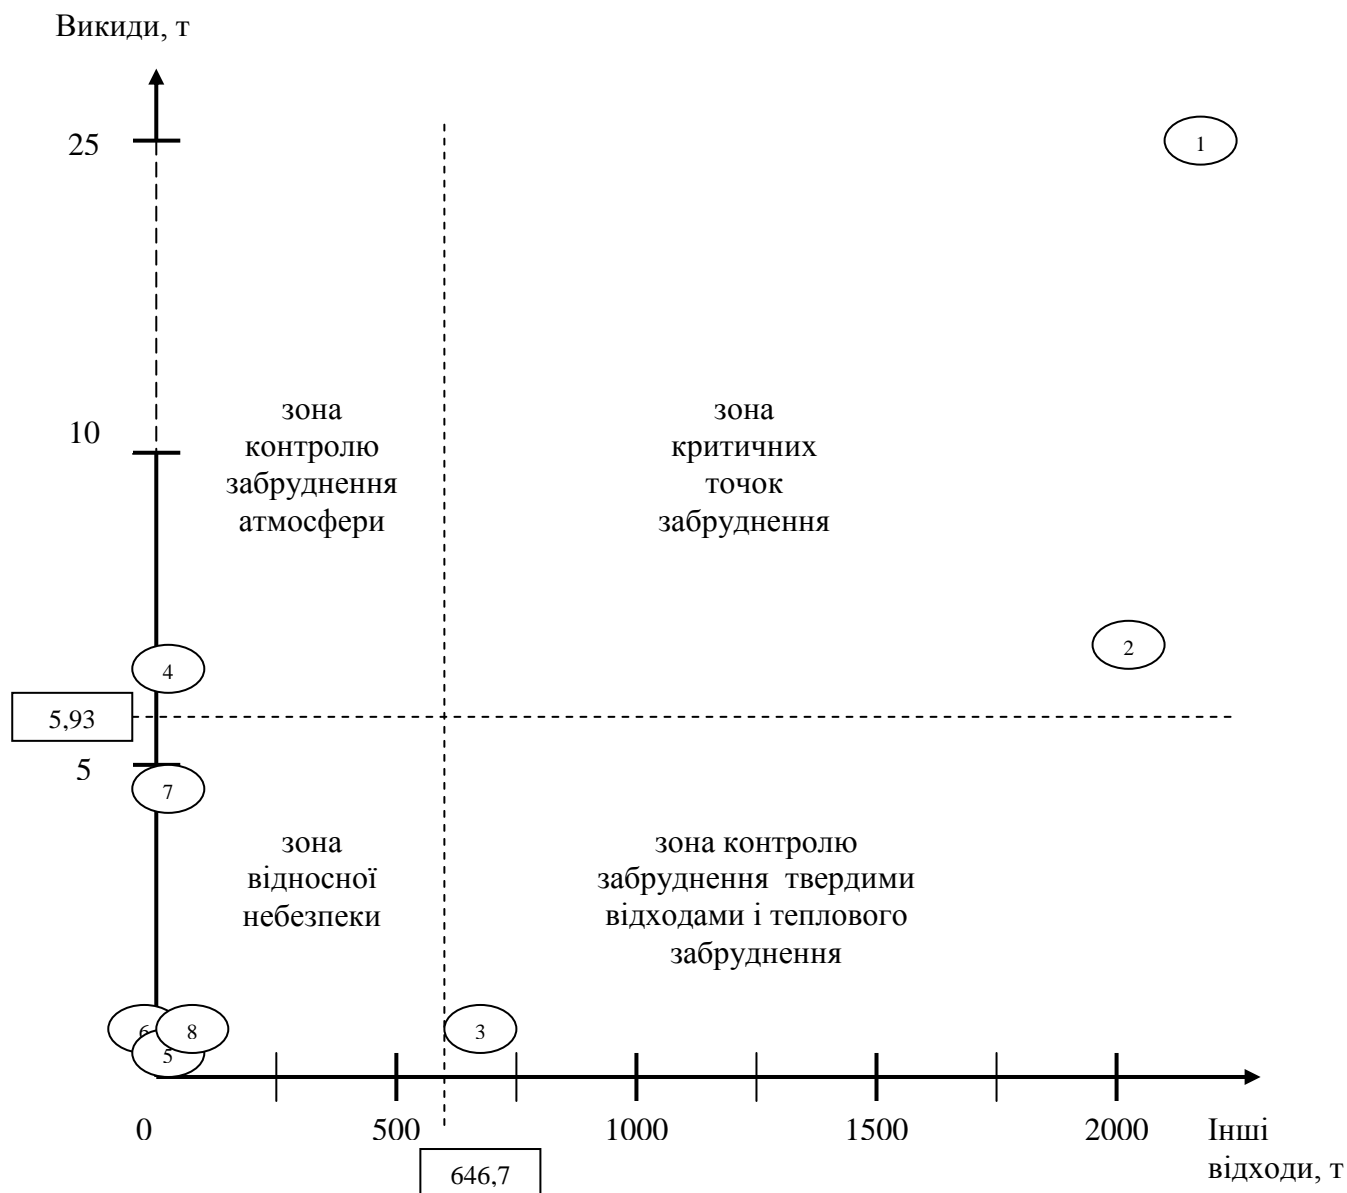 Викиди, т
25
1
10
зона
контролю
забруднення
атмосфери
зона
критичних
точок
забруднення
2
4
5,93
5
7
зона
відносної
небезпеки
зона контролю
забруднення твердими
відходами і теплового
забруднення
6
8
5
3
0
500
1000
1500
2000
Інші
відходи, т
646,7